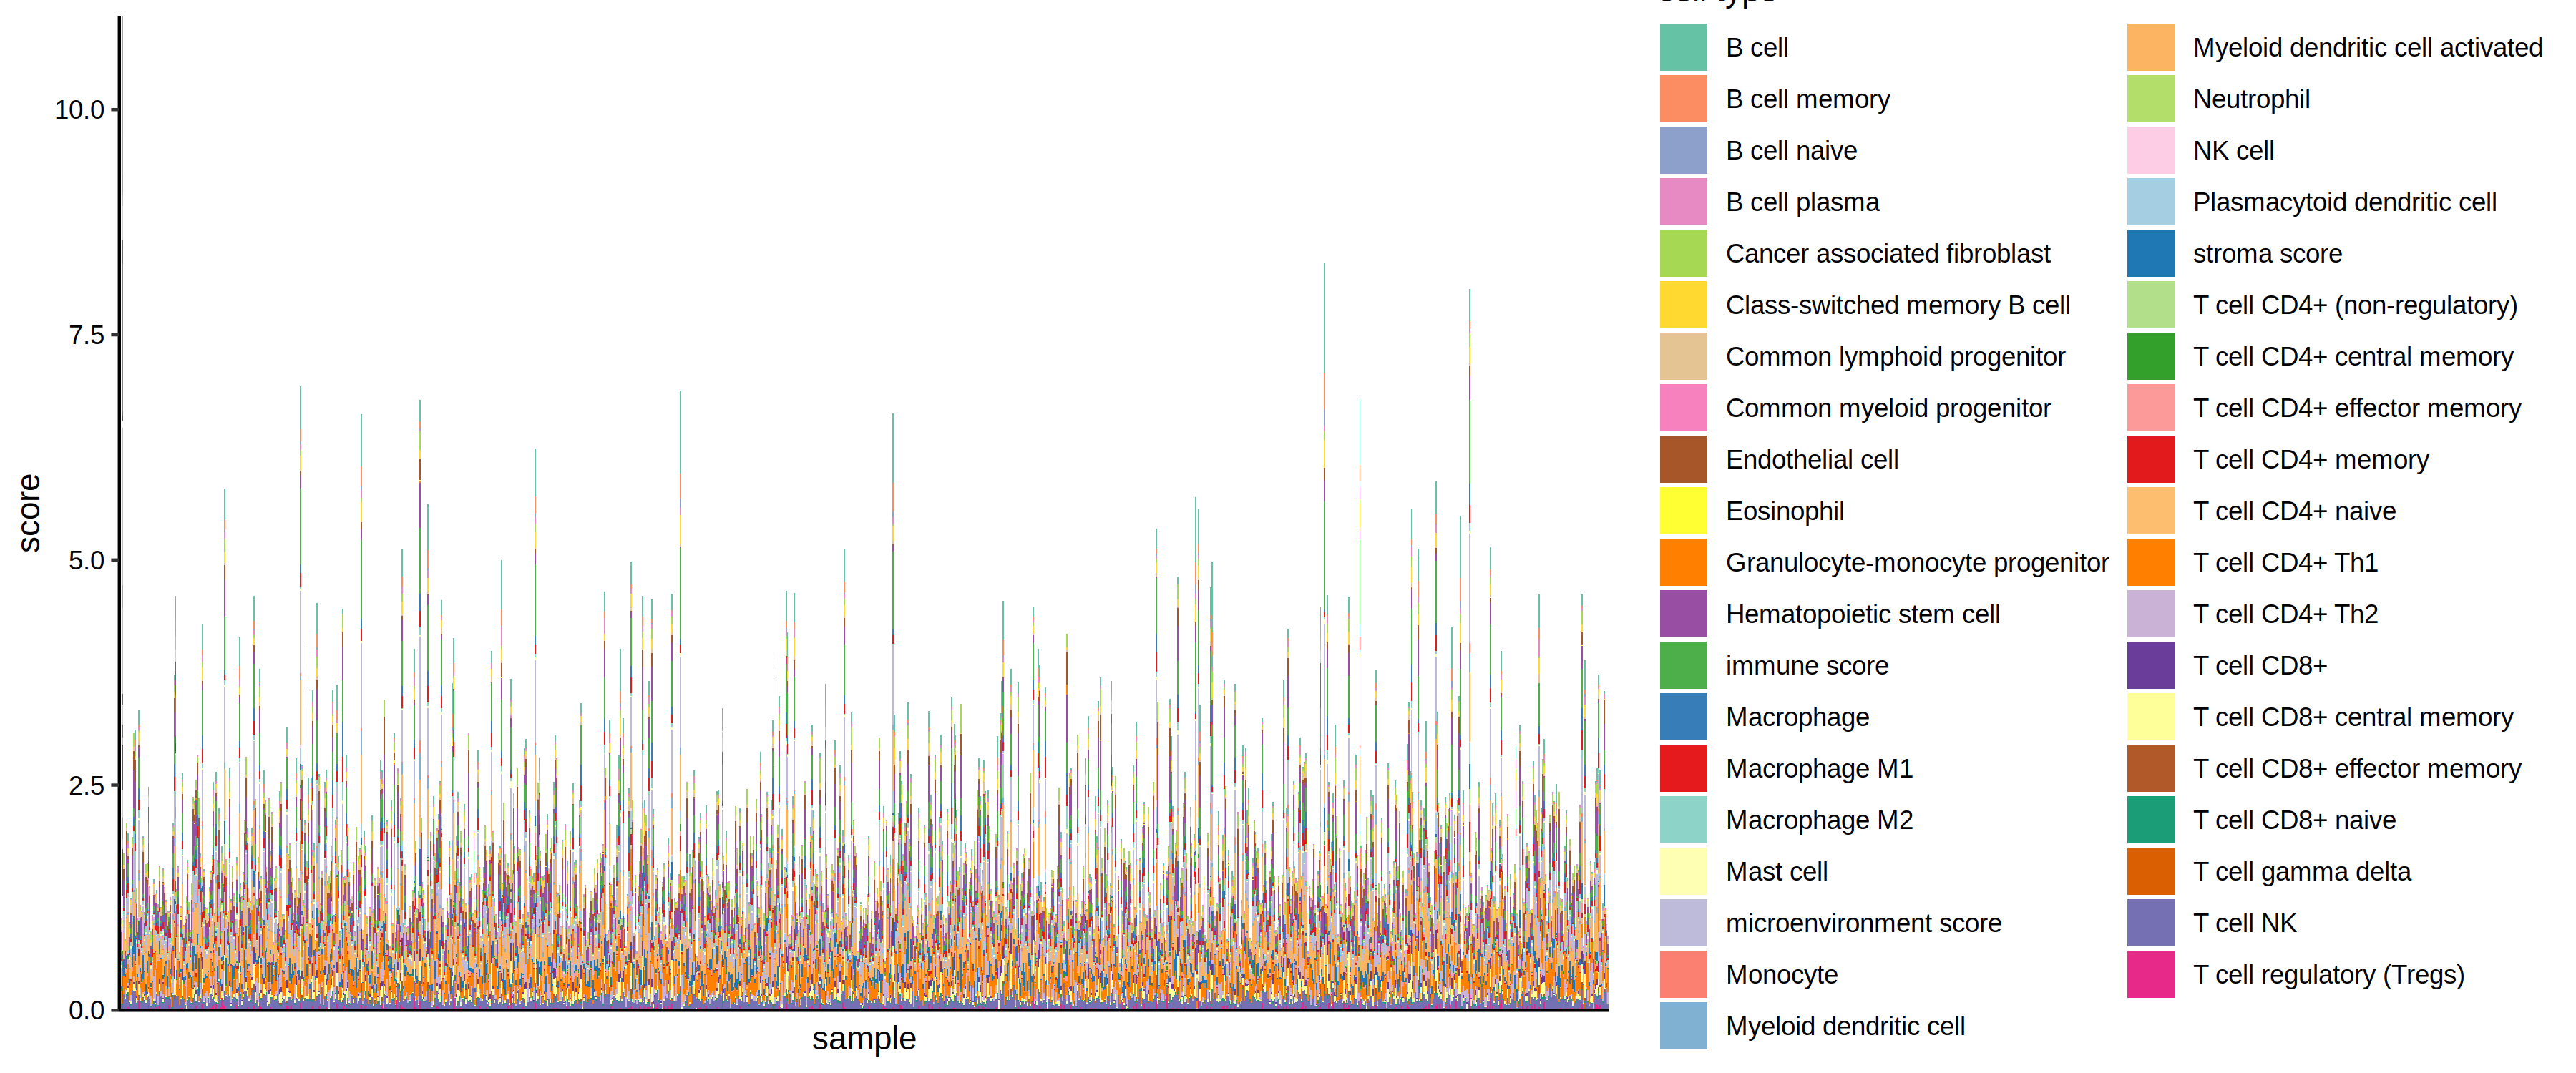 10.0
7.5
5.0
2.5
0.0
score
sample
cell type
B cell
B cell memory
B cell naive
B cell plasma
Cancer associated fibroblast
Class-switched memory B cell
Common lymphoid progenitor
Common myeloid progenitor
Endothelial cell
Eosinophil
Granulocyte-monocyte progenitor
Hematopoietic stem cell
immune score
Macrophage
Macrophage M1
Macrophage M2
Mast cell
microenvironment score
Monocyte
Myeloid dendritic cell
Myeloid dendritic cell activated
Neutrophil
NK cell
Plasmacytoid dendritic cell
stroma score
T cell CD4+ (non-regulatory)
T cell CD4+ central memory
T cell CD4+ effector memory
T cell CD4+ memory
T cell CD4+ naive
T cell CD4+ Th1
T cell CD4+ Th2
T cell CD8+
T cell CD8+ central memory
T cell CD8+ effector memory
T cell CD8+ naive
T cell gamma delta
T cell NK
T cell regulatory (Tregs)